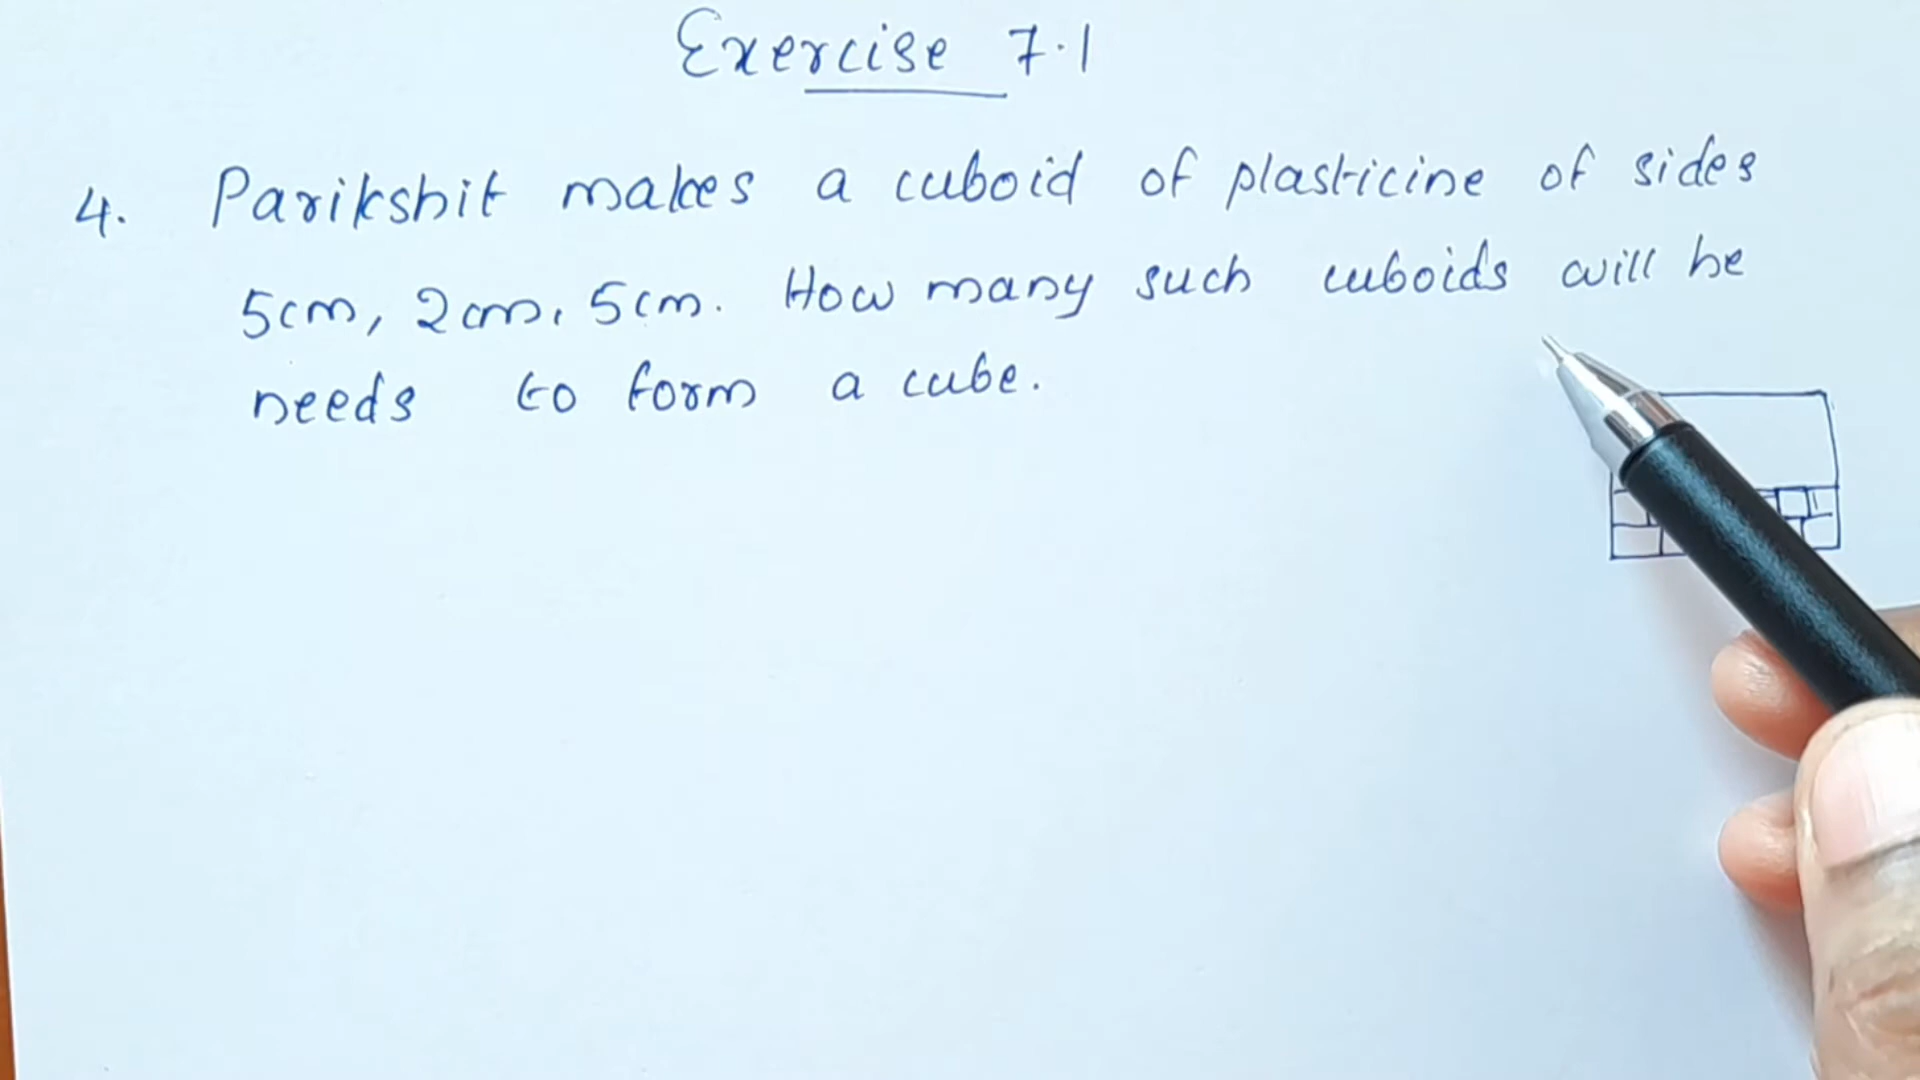 Exercise 7.1
4. Parikshit makes a cuboid of plasticine of sides
5cm, 2cm, 5cm. How many such cuboids will be
needs to form a cube.